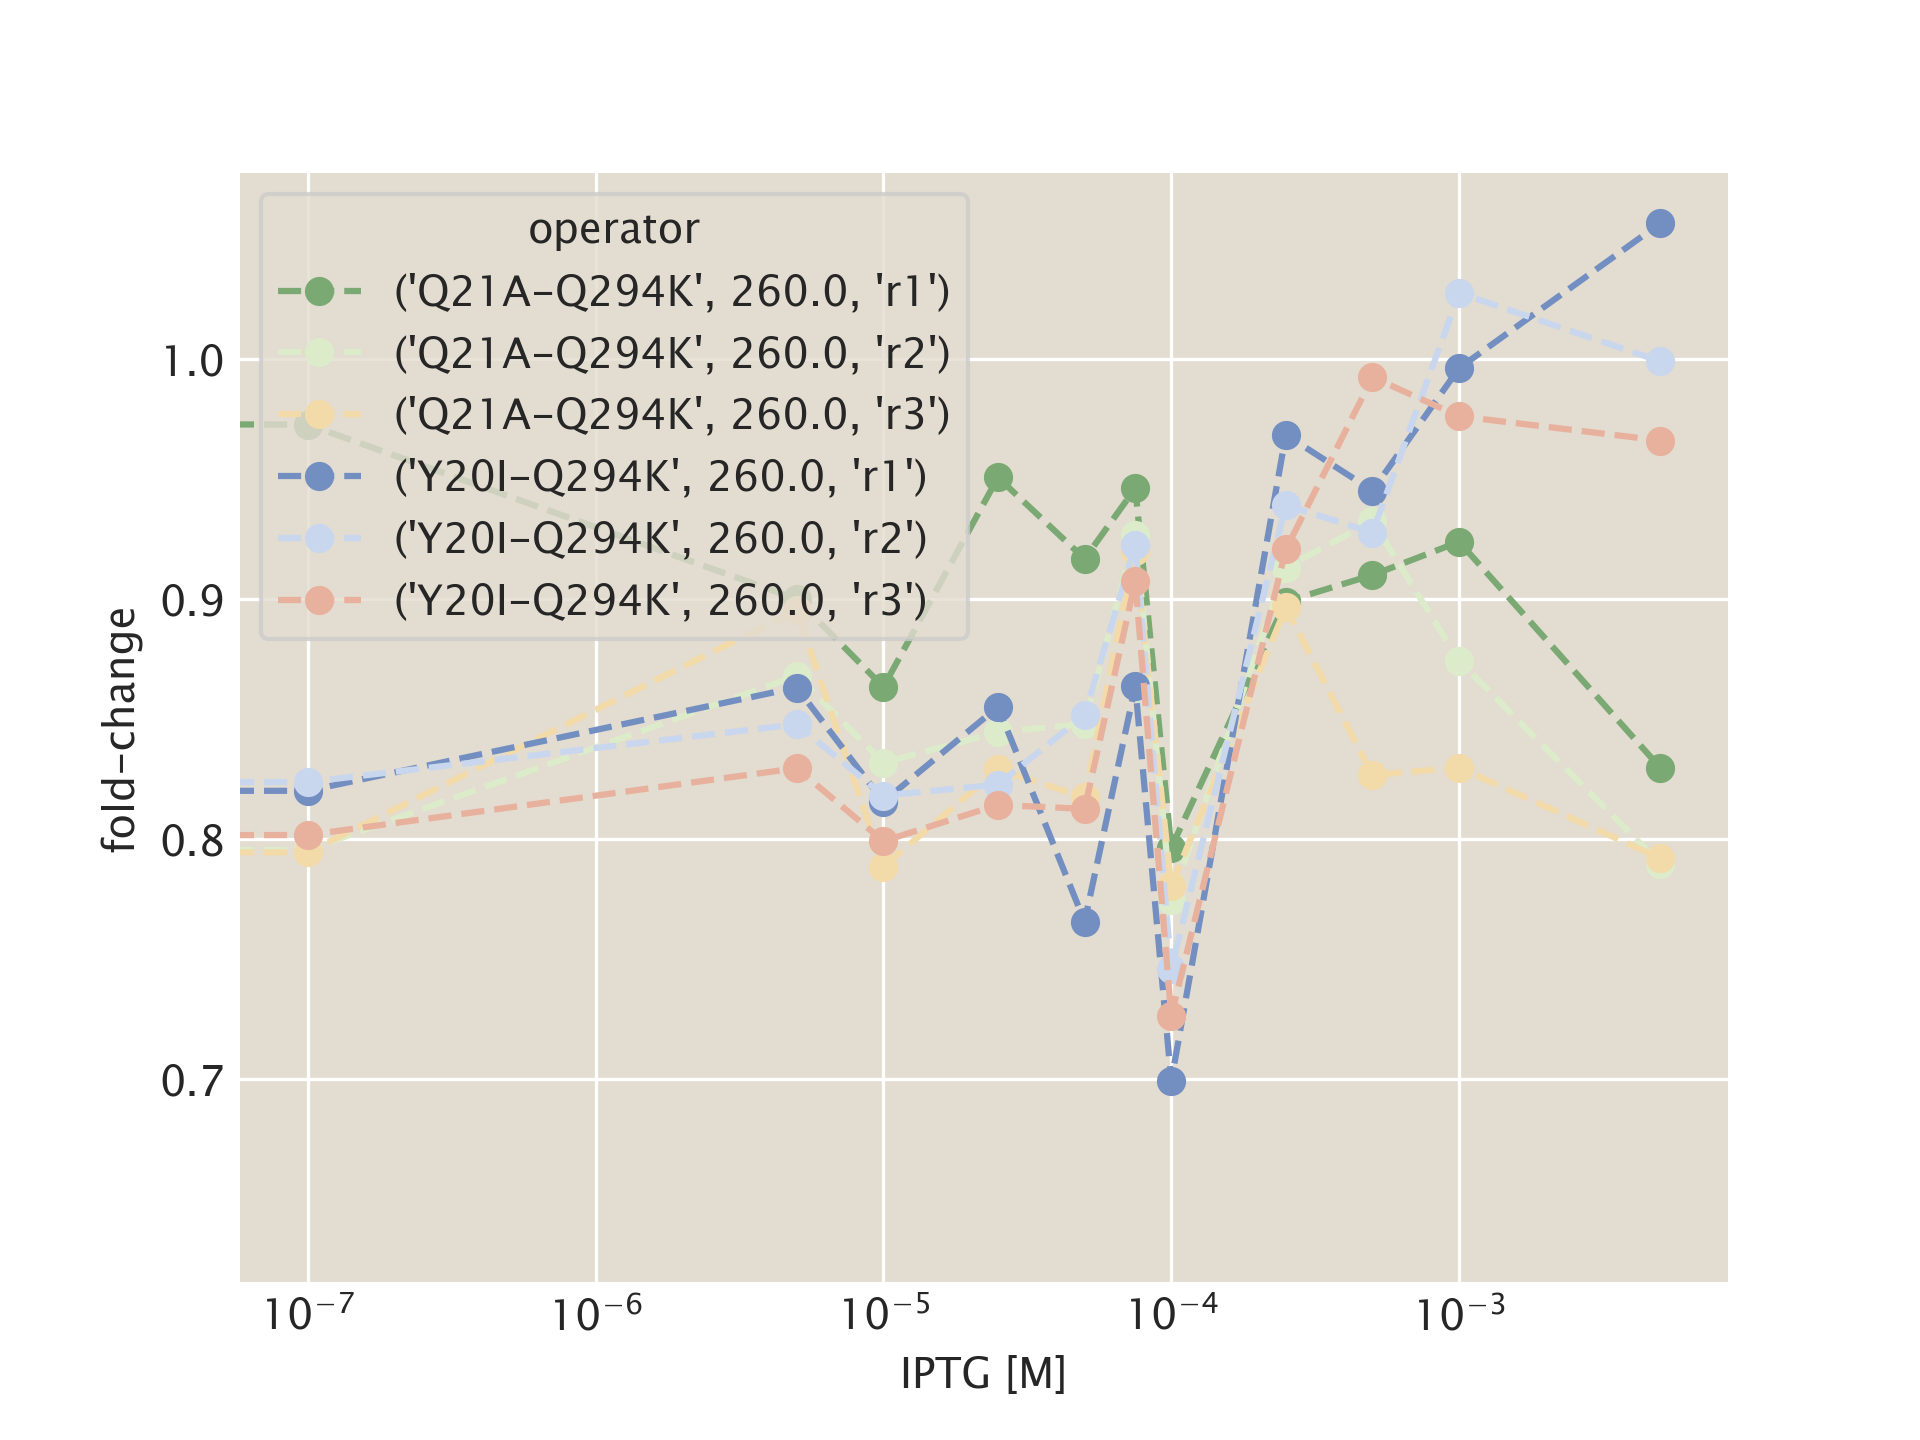 operator
('Q21A-Q294K', 260.0, 'r1')
('Q21A-Q294K', 260.0, 'r2')
('Q21A-Q294K', 260.0, 'r3')
('Y20I-Q294K', 260.0, 'r1')
('Y20I-Q294K', 260.0, 'r2')
('Y20I-Q294K', 260.0, 'r3')
1.0
0.9
0.8
0.7
fold-change
10⁻⁷ 10⁻⁶ 10⁻⁵ 10⁻⁴ 10⁻³
IPTG [M]